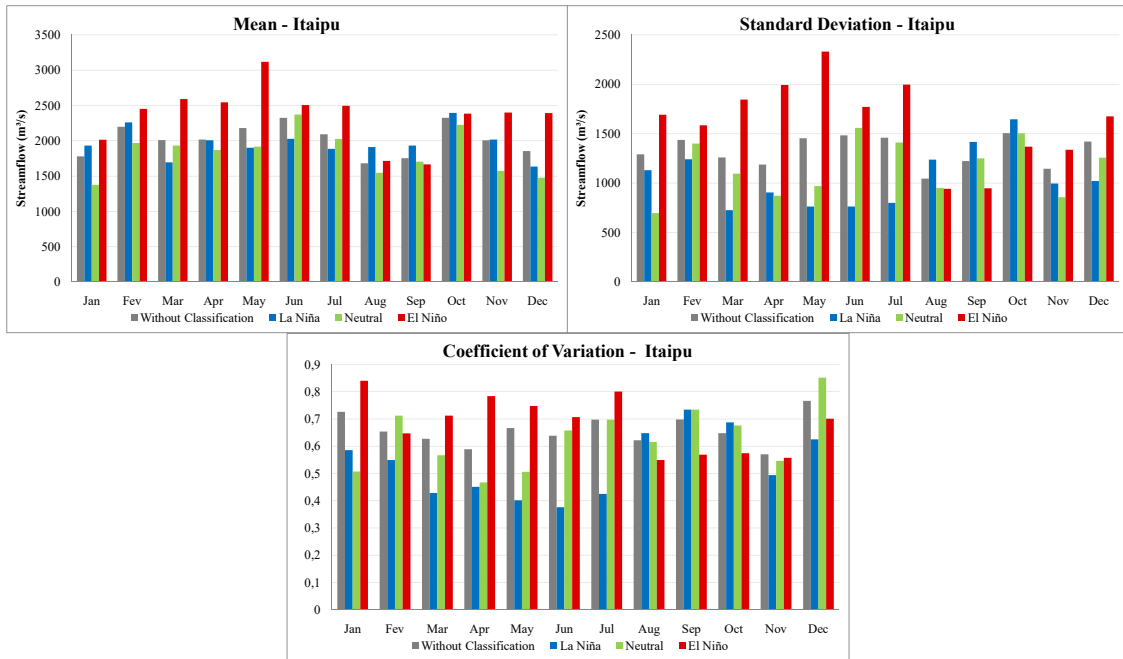 Mean - Itaipu
Streamflow (m³/s)
3500
3000
2500
2000
1500
1000
500
0
Jan Fev Mar Apr May Jun Jul Aug Sep Oct Nov Dec
Without Classification La Niña Neutral El Niño
Standard Deviation - Itaipu
Streamflow (m³/s)
2500
2000
1500
1000
500
0
Jan Fev Mar Apr May Jun Jul Aug Sep Oct Nov Dec
Without Classification La Niña Neutral El Niño
Coefficient of Variation - Itaipu
0,9
0,8
0,7
0,6
0,5
0,4
0,3
0,2
0,1
0
Jan Fev Mar Apr May Jun Jul Aug Sep Oct Nov Dec
Without Classification La Niña Neutral El Niño